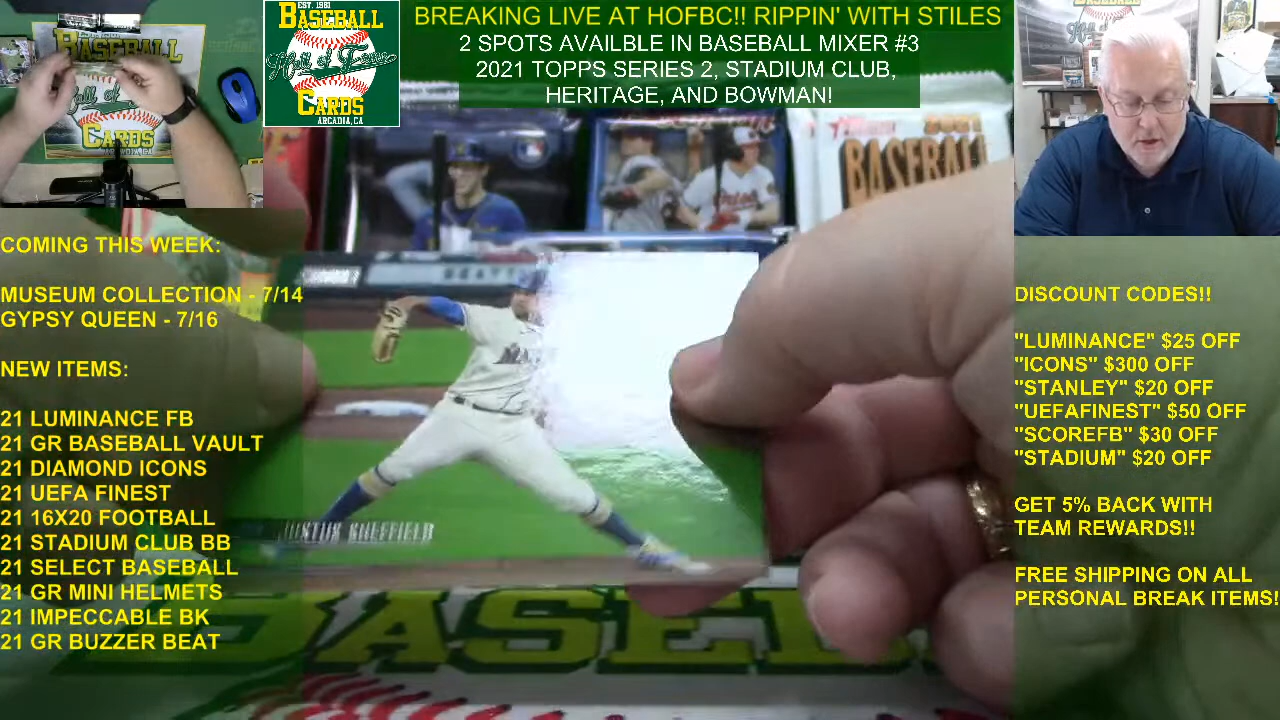 BREAKING LIVE AT HOFBC!! RIPPIN' WITH STILES
2 SPOTS AVAILBLE IN BASEBALL MIXER #3
2021 TOPPS SERIES 2, STADIUM CLUB,
HERITAGE, AND BOWMAN!
EST. 1981
BASEBALL
Hall of Fame
CARDS
ARCADIA, CA
BASEBALL
COMING THIS WEEK:
MUSEUM COLLECTION - 7/14
GYPSY QUEEN - 7/16
NEW ITEMS:
21 LUMINANCE FB
21 GR BASEBALL VAULT
21 DIAMOND ICONS
21 UEFA FINEST
21 16X20 FOOTBALL
21 STADIUM CLUB BB
21 SELECT BASEBALL
21 GR MINI HELMETS
21 IMPECCABLE BK
21 GR BUZZER BEAT
JUSTUS SHEFFIELD
DISCOUNT CODES!!
"LUMINANCE" $25 OFF
"ICONS" $300 OFF
"STANLEY" $20 OFF
"UEFAFINEST" $50 OFF
"SCOREFB" $30 OFF
"STADIUM" $20 OFF
GET 5% BACK WITH
TEAM REWARDS!!
FREE SHIPPING ON ALL
PERSONAL BREAK ITEMS!